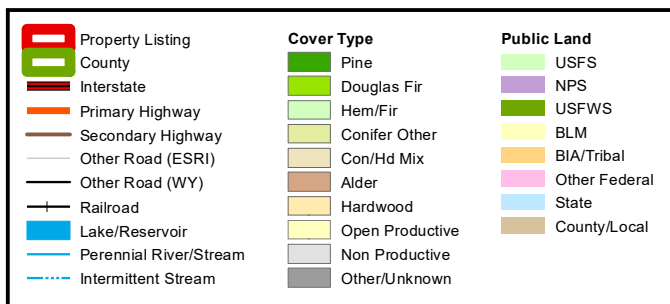 Property Listing
County
Interstate
Primary Highway
Secondary Highway
Other Road (ESRI)
Other Road (WY)
Railroad
Lake/Reservoir
Perennial River/Stream
Intermittent Stream
Cover Type
Pine
Douglas Fir
Hem/Fir
Conifer Other
Con/Hd Mix
Alder
Hardwood
Open Productive
Non Productive
Other/Unknown
Public Land
USFS
NPS
USFWS
BLM
BIA/Tribal
Other Federal
State
County/Local